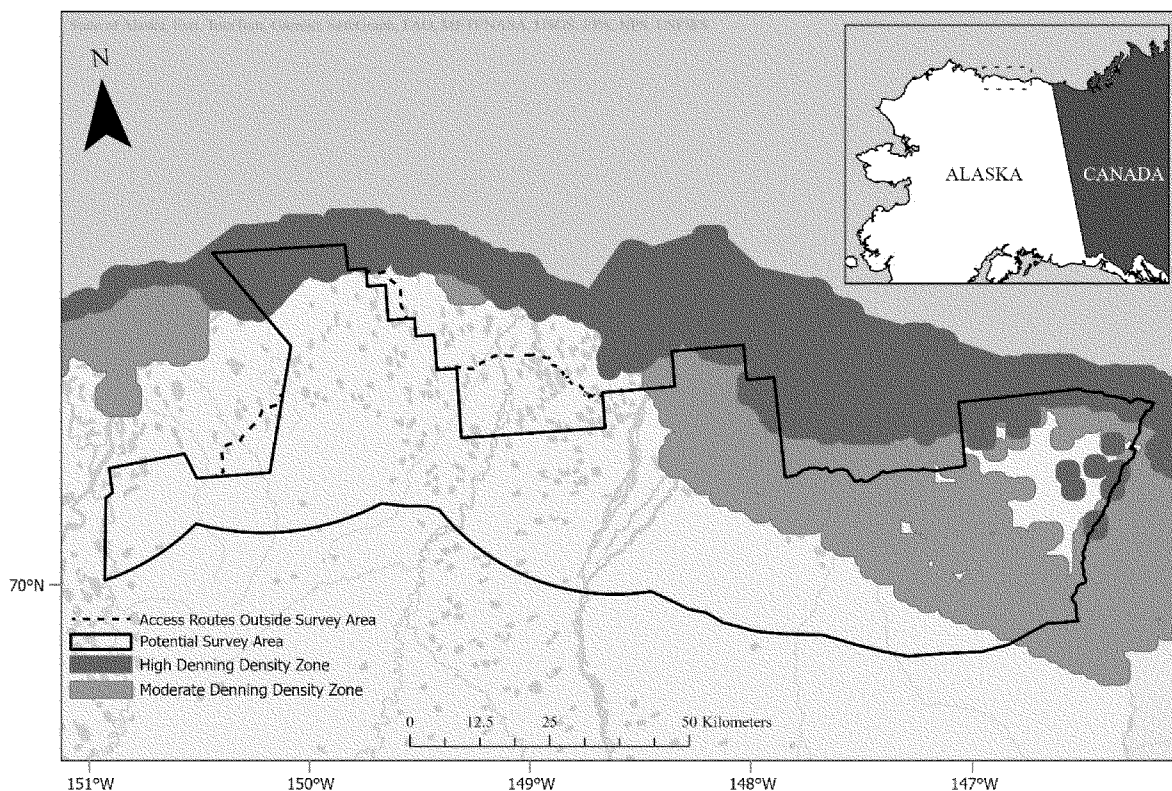 N
ALASKA
CANADA
70°N
Access Routes Outside Survey Area
Potential Survey Area
High Denning Density Zone
Moderate Denning Density Zone
0 12.5 25 50 Kilometers
151°W 150°W 149°W 148°W 147°W